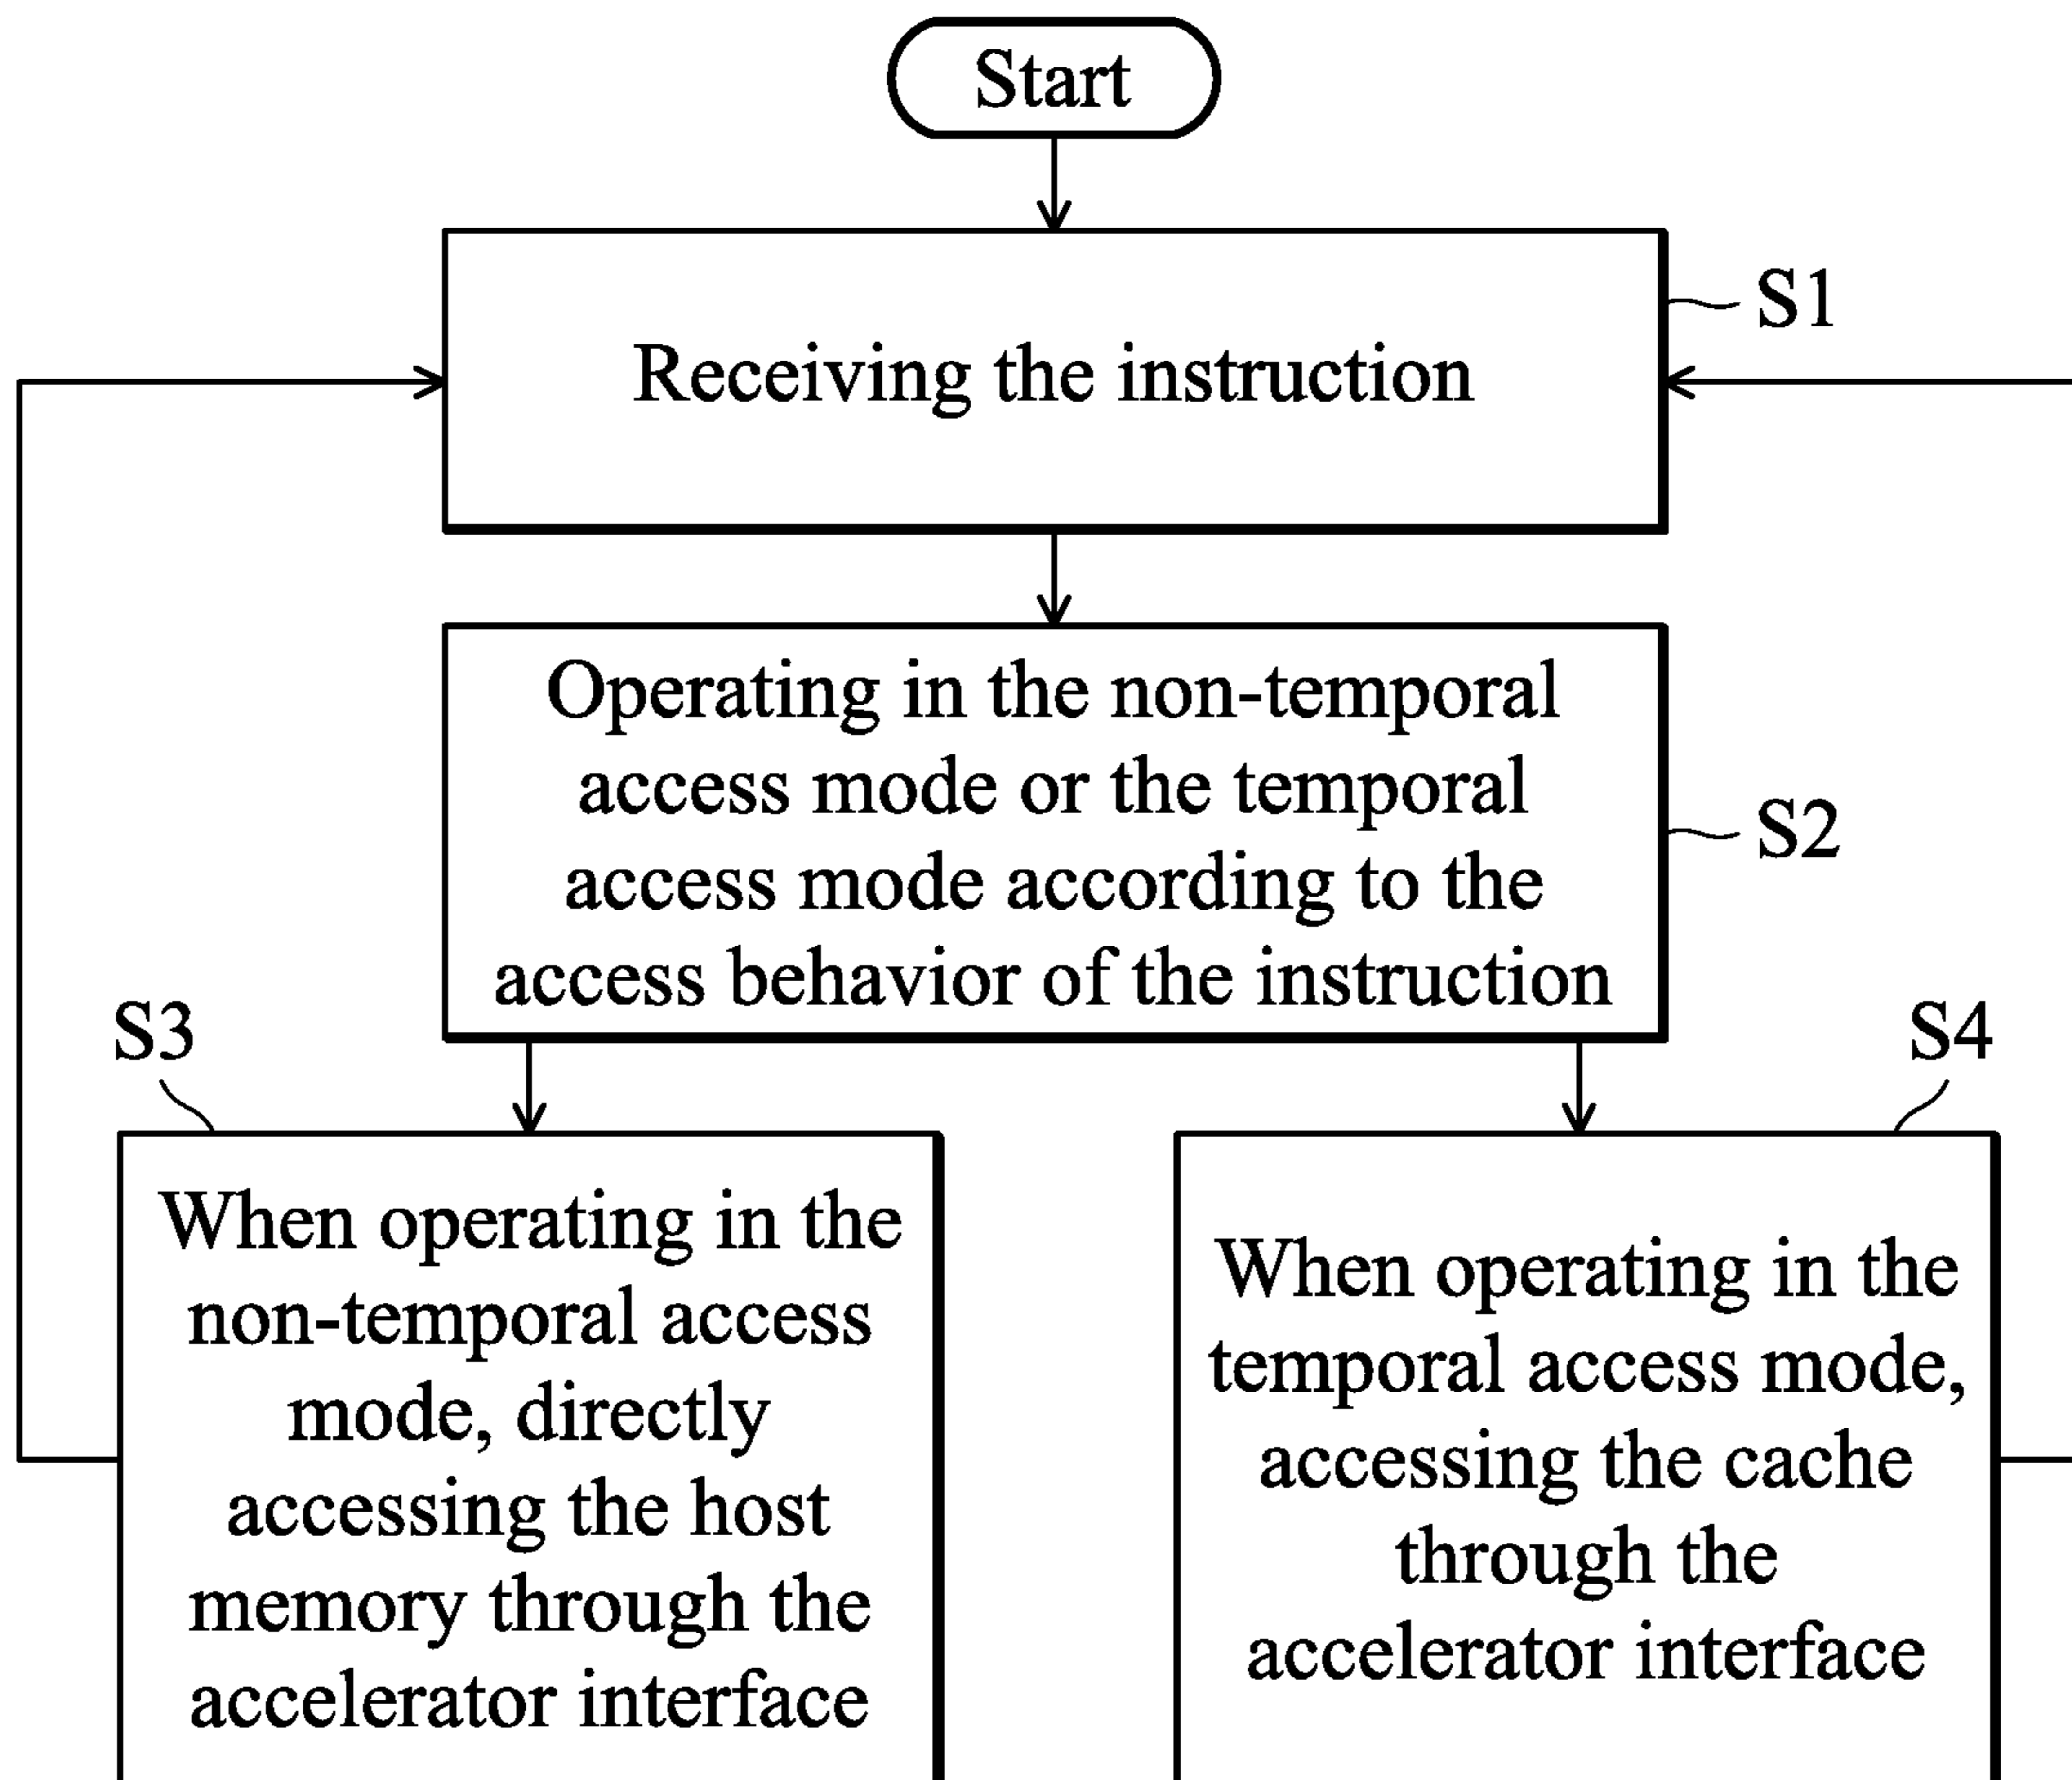 Start
Receiving the instruction
S1
Operating in the non-temporal
access mode or the temporal
access mode according to the
access behavior of the instruction
S2
S3
When operating in the
non-temporal access
mode, directly
accessing the host
memory through the
accelerator interface
S4
When operating in the
temporal access mode,
accessing the cache
through the
accelerator interface